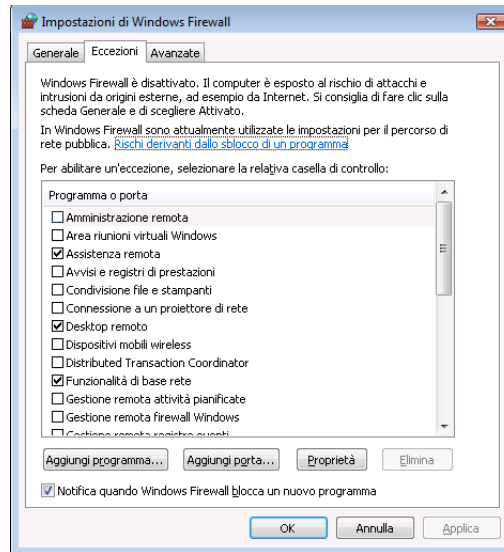 Impostazioni di Windows Firewall
Generale Eccezioni Avanzate
Windows Firewall è disattivato. Il computer è esposto al rischio di attacchi e
intrusioni da origini esterne, ad esempio da Internet. Si consiglia di fare clic sulla
scheda Generale e di scegliere Attivato.
In Windows Firewall sono attualmente utilizzate le impostazioni per il percorso di
rete pubblica. Rischi derivanti dallo sblocco di un programma
Per abilitare un'eccezione, selezionare la relativa casella di controllo:
Programma o porta
Amministrazione remota
Area riunioni virtuali Windows
Assistenza remota
Avvisi e registri di prestazioni
Condivisione file e stampanti
Connessione a un proiettore di rete
Desktop remoto
Dispositivi mobili wireless
Distributed Transaction Coordinator
Funzionalità di base rete
Gestione remota attività pianificate
Gestione remota firewall Windows
Gestione remota registro eventi
Aggiungi programma... Aggiungi porta... Proprietà Elimina
Notifica quando Windows Firewall blocca un nuovo programma
OK Annulla Applica